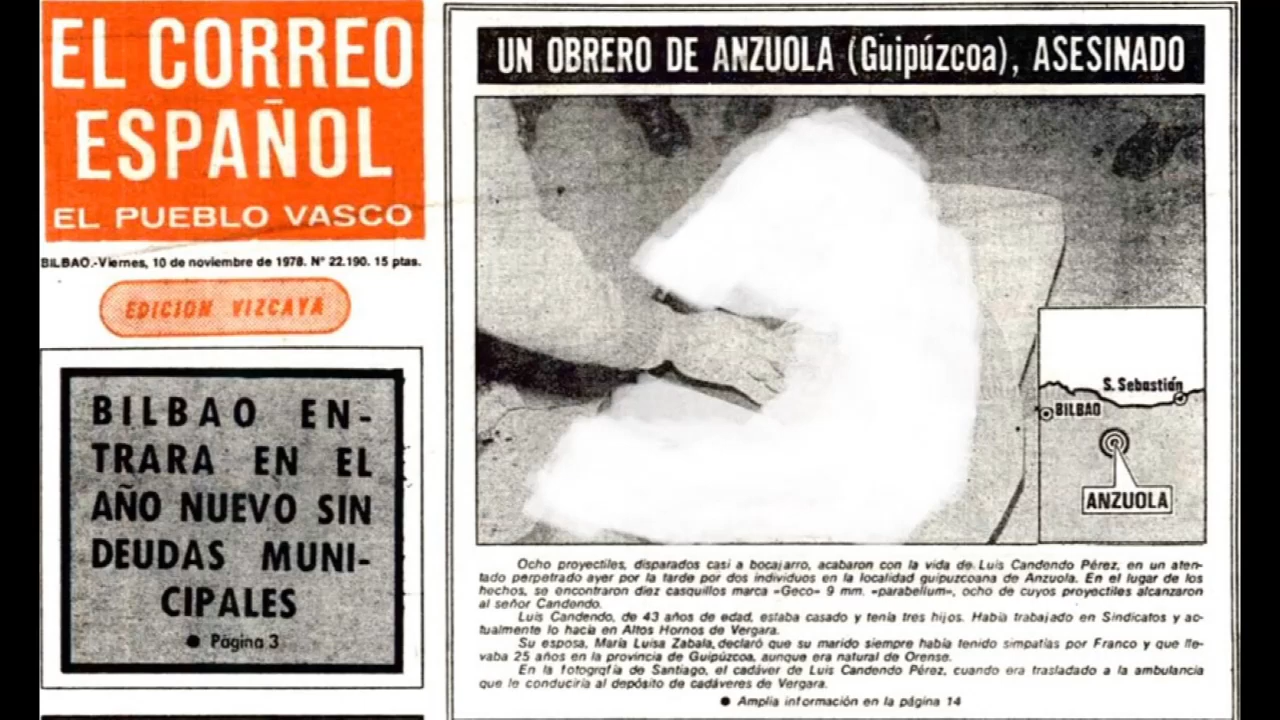 EL CORREO
ESPAÑOL
EL PUEBLO VASCO
BILBAO.-Viernes, 10 de noviembre de 1978. N° 22.190. 15 ptas.
EDICION VIZCAYA
BILBAO EN-
TRARA EN EL
AÑO NUEVO SIN
DEUDAS MUNI-
CIPALES
● Página 3
UN OBRERO DE ANZUOLA (Guipúzcoa), ASESINADO
S. Sebastián
BILBAO
ANZUOLA
Ocho proyectiles, disparados casi a bocajarro, acabaron con la vida de Luis Candendo Pérez, en un aten-
tado perpetrado ayer por la tarde por dos individuos en la localidad guipuzcoana de Anzuola. En el lugar de los
hechos, se encontraron diez casquillos marca «Geco» 9 mm. «parabellum», ocho de cuyos proyectiles alcanzaron
al señor Candendo.
Luis Candendo, de 43 años de edad, estaba casado y tenía tres hijos. Había trabajado en Sindicatos y ac-
tualmente lo hacía en Altos Hornos de Vergara.
Su esposa, María Luisa Zabala, declaró que su marido siempre había tenido simpatías por Franco y que lle-
vaba 25 años en la provincia de Guipúzcoa, aunque era natural de Orense.
En la fotografía de Santiago, el cadáver de Luis Candendo Pérez, cuando era trasladado a la ambulancia
que le conduciría al depósito de cadáveres de Vergara.
● Amplia información en la página 14